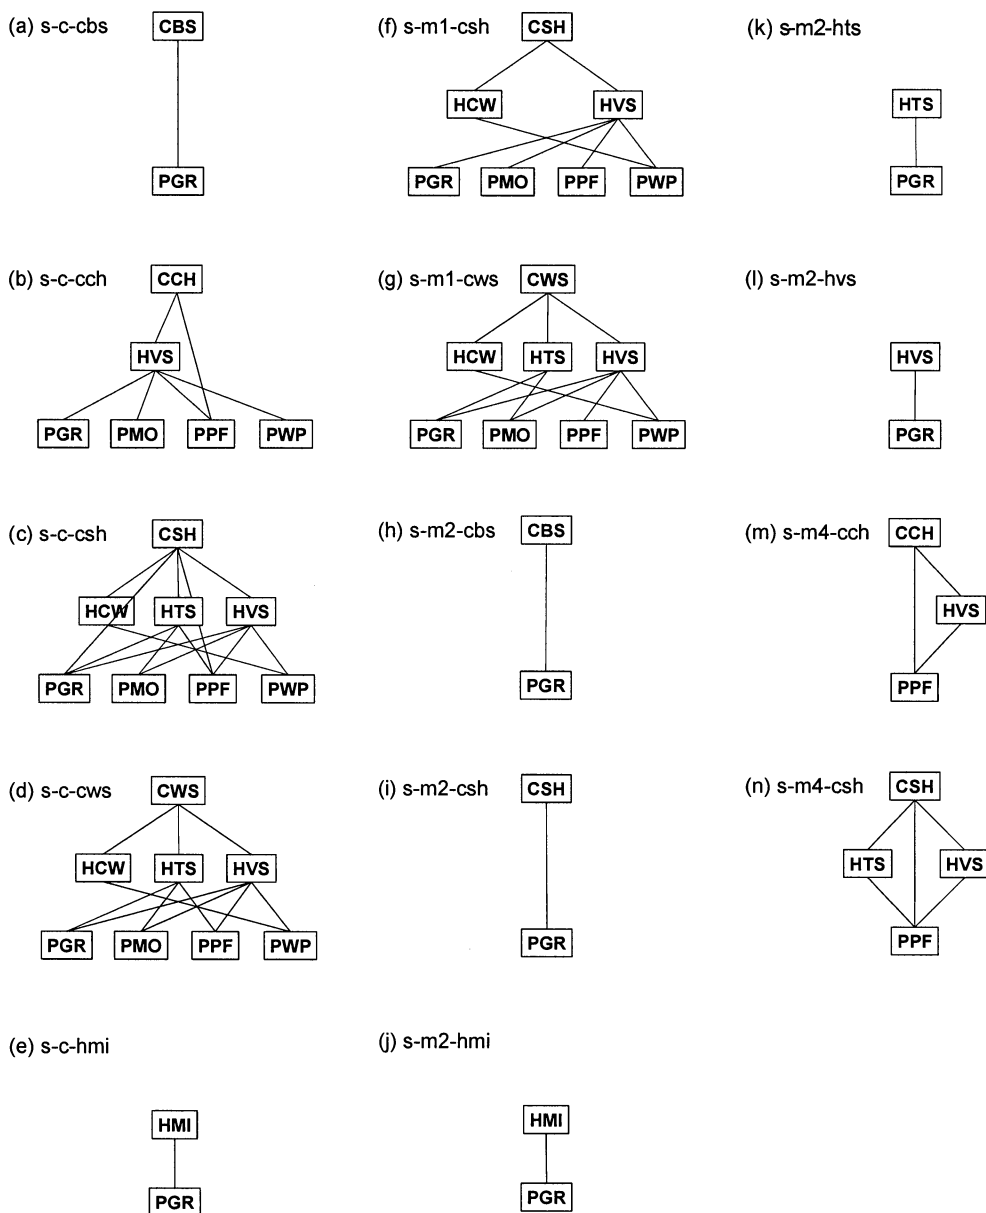 (a) s-c-cbs
CBS
PGR
(b) s-c-cch
CCH
HVS
PGR PMO PPF PWP
(c) s-c-csh
CSH
HCW HTS HVS
PGR PMO PPF PWP
(d) s-c-cws
CWS
HCW HTS HVS
PGR PMO PPF PWP
(e) s-c-hmi
HMI
PGR
(f) s-m1-csh
CSH
HCW HVS
PGR PMO PPF PWP
(g) s-m1-cws
CWS
HCW HTS HVS
PGR PMO PPF PWP
(h) s-m2-cbs
CBS
PGR
(i) s-m2-csh
CSH
PGR
(j) s-m2-hmi
HMI
PGR
(k) s-m2-hts
HTS
PGR
(l) s-m2-hvs
HVS
PGR
(m) s-m4-cch
CCH
HVS
PPF
(n) s-m4-csh
CSH
HTS HVS
PPF